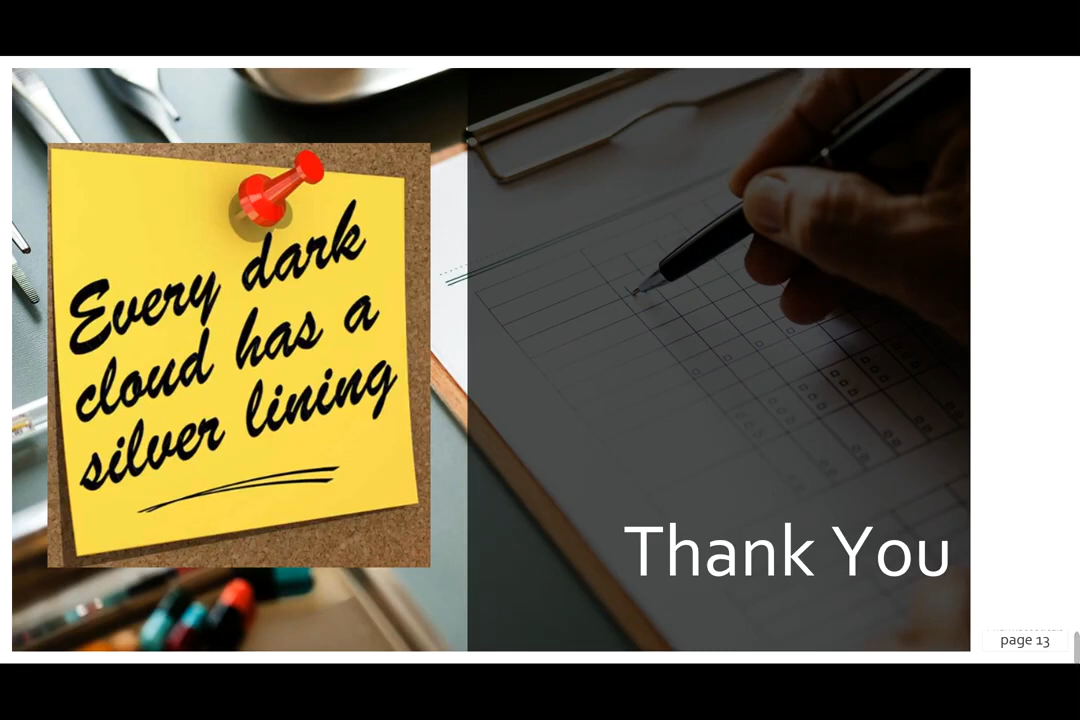 Every dark
cloud has a
silver lining
Thank You
page 13